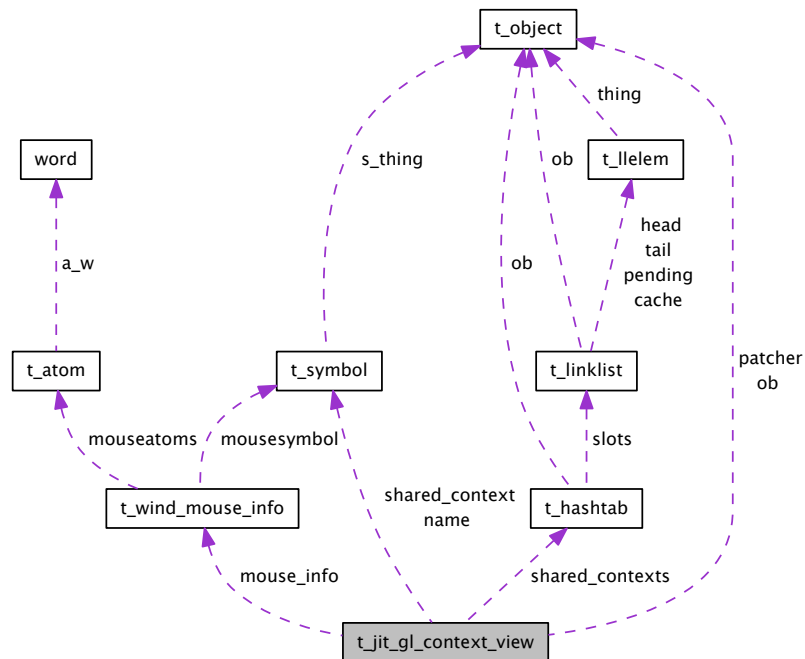 t_object
thing
word
s_thing
ob
t_llelem
head
tail
pending
cache
a_w
ob
t_atom
t_symbol
t_linklist
patcher
ob
mouseatoms
mousesymbol
slots
t_wind_mouse_info
shared_context
name
t_hashtab
mouse_info
shared_contexts
t_jit_gl_context_view